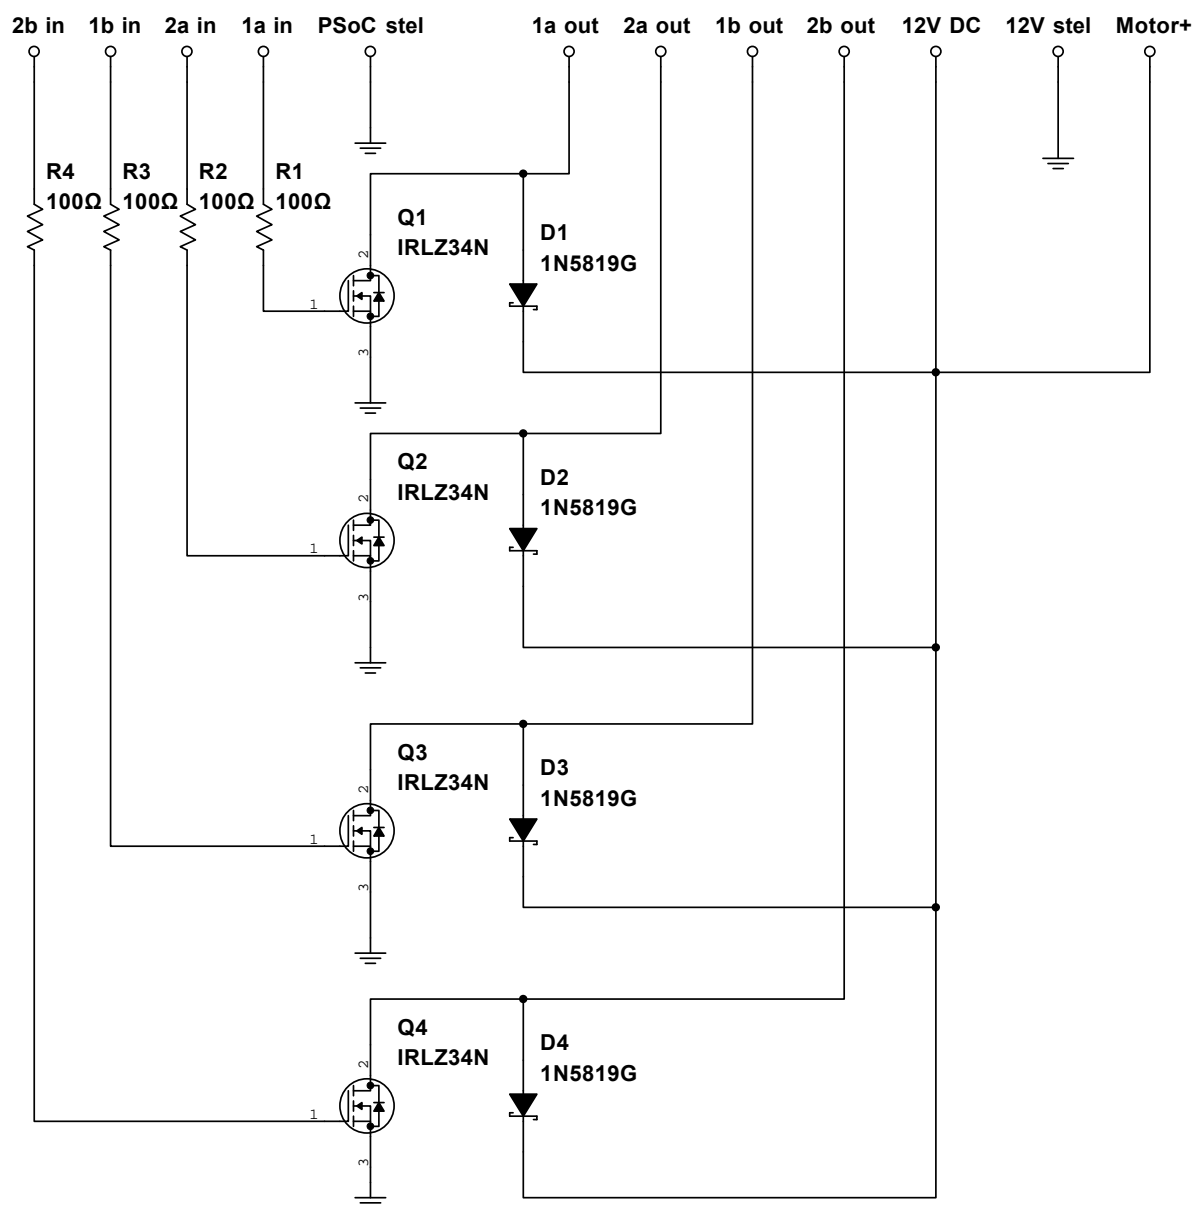 2b in 1b in 2a in 1a in PSoC stel 1a out 2a out 1b out 2b out 12V DC 12V stel Motor+
R4 R3 R2 R1
100Ω 100Ω 100Ω 100Ω
Q1
IRLZ34N
D1
1N5819G
2
1
3
Q2
IRLZ34N
D2
1N5819G
2
1
3
Q3
IRLZ34N
D3
1N5819G
2
1
3
Q4
IRLZ34N
D4
1N5819G
2
1
3